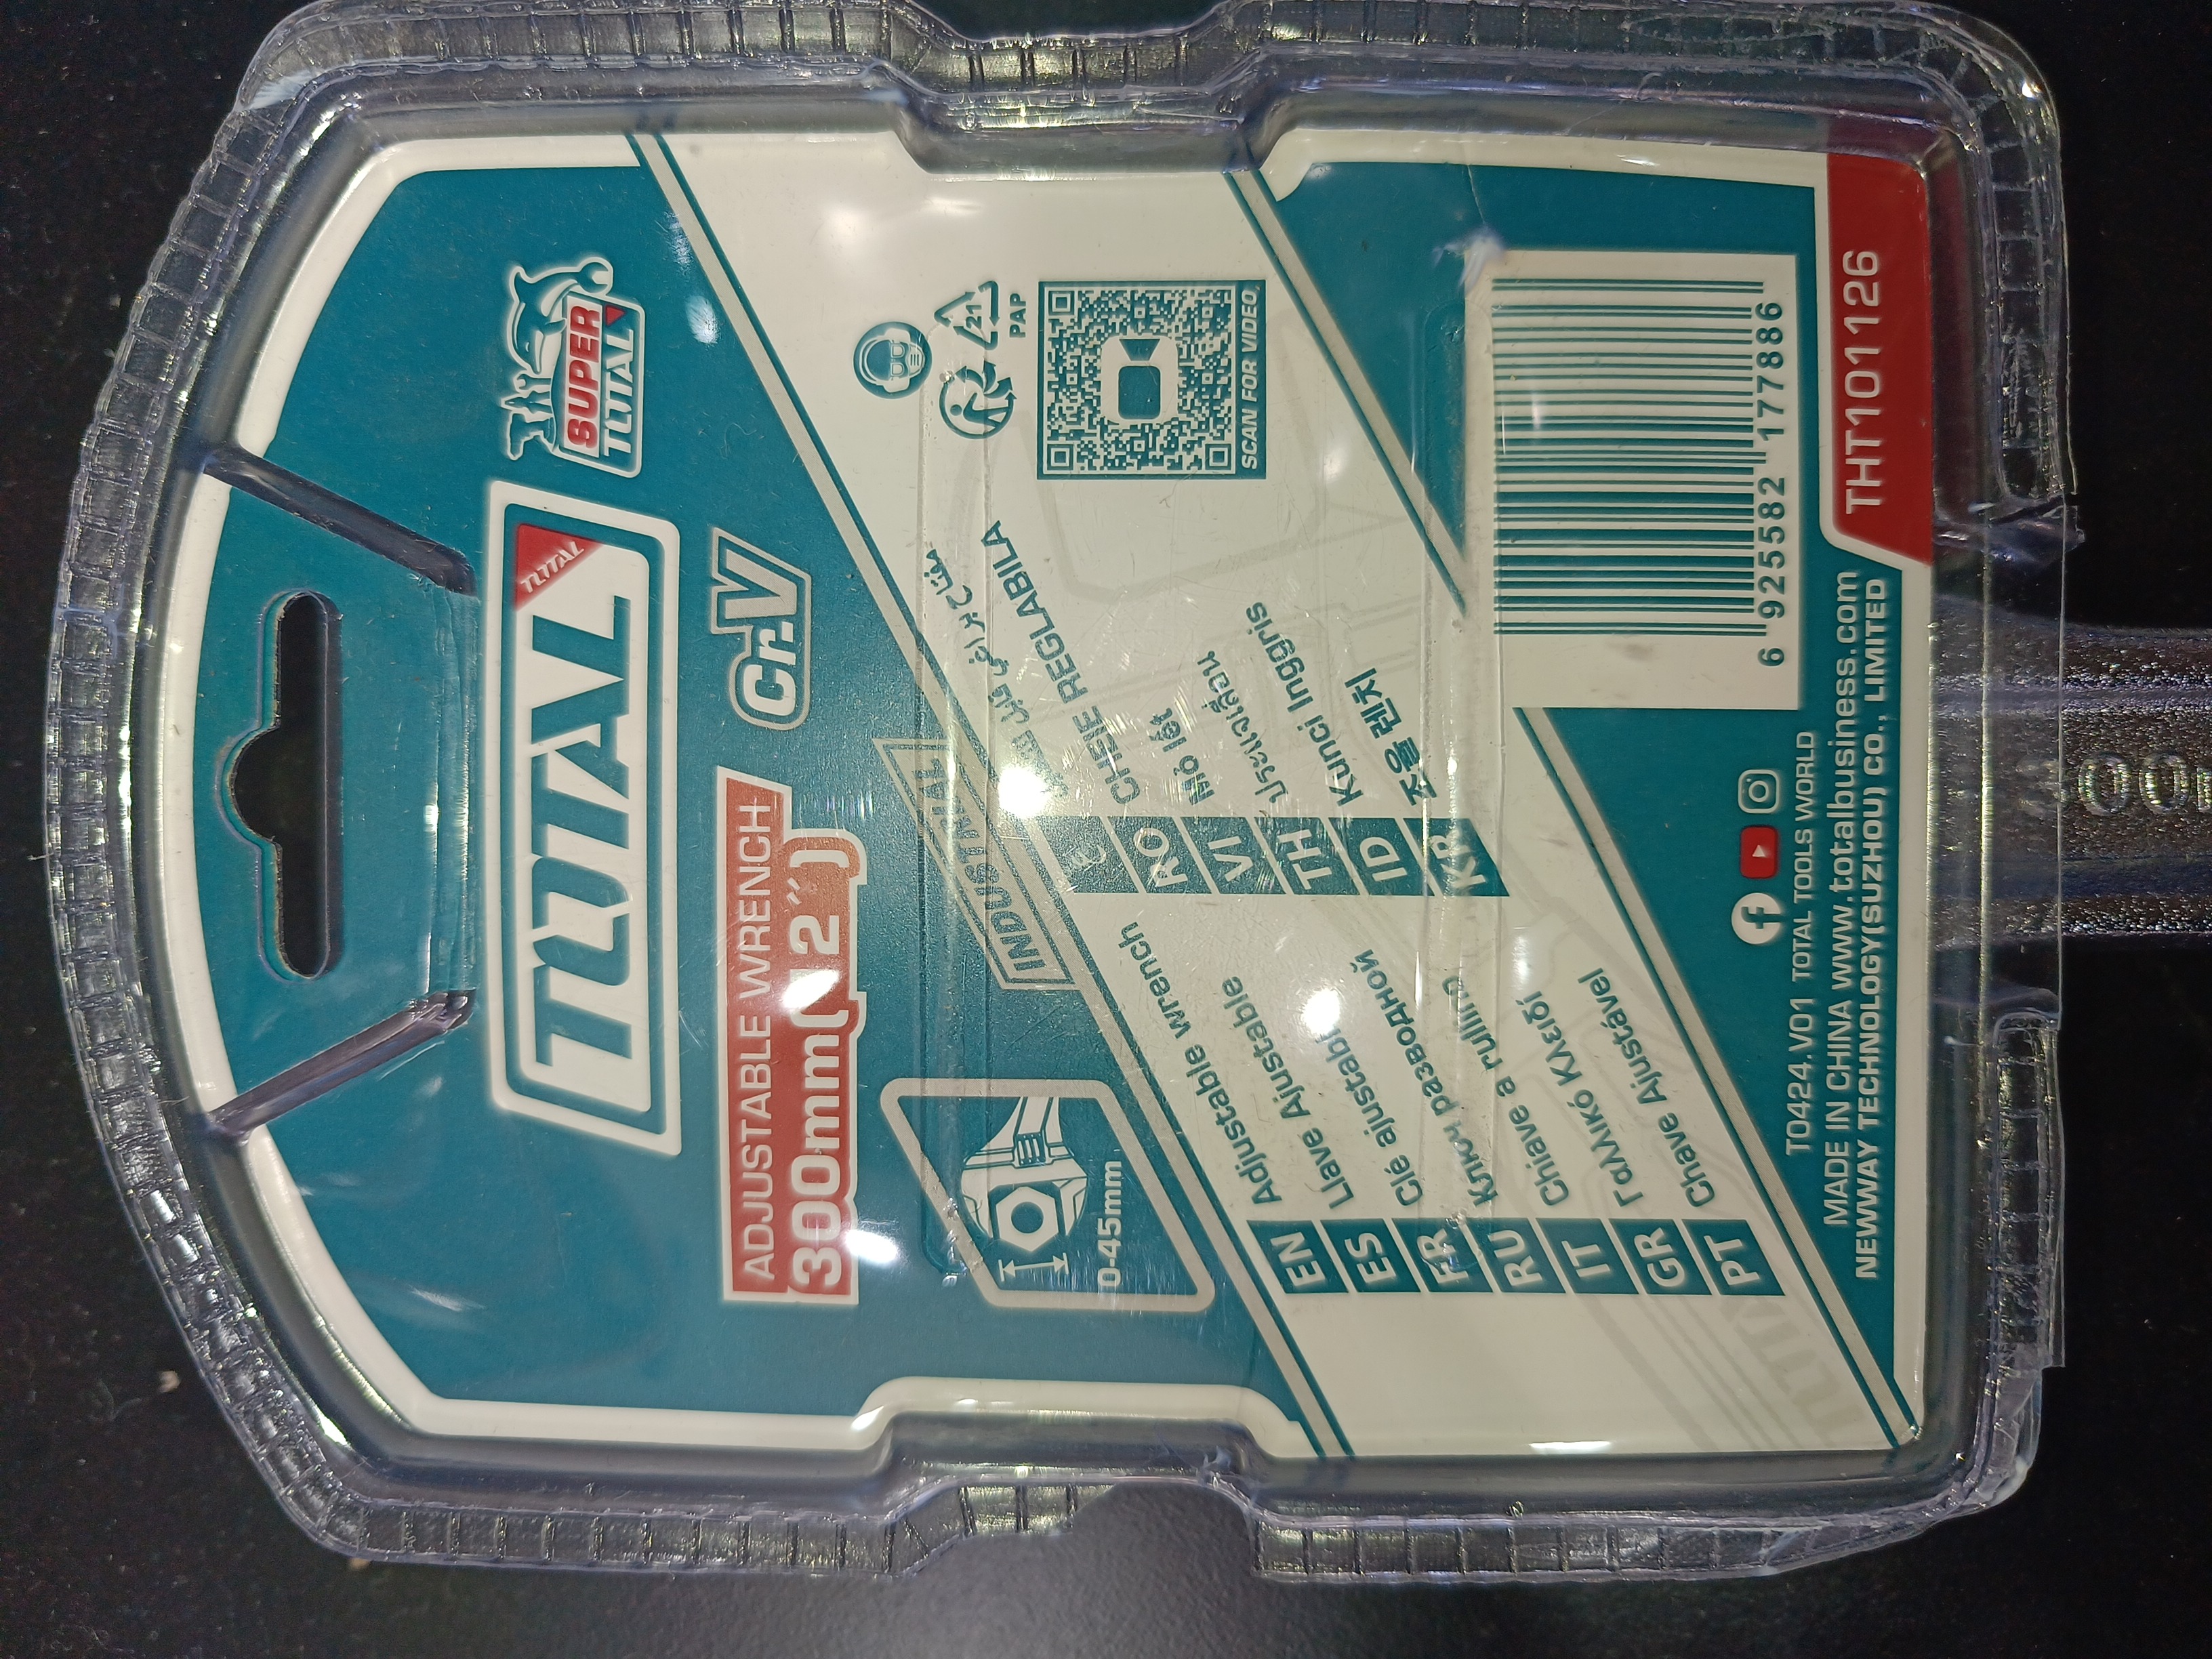 TOTAL
TOTAL
SUPER
TOTAL
ADJUSTABLE WRENCH
300mm(12″)
Cr.V
INDUSTRIAL
0-45mm
EN Adjustable wrench
ES Llave Ajustable
FR Clé ajustable
RU Ключ разводной
IT Chiave a rullino
GR Γαλλικό Κλειδί
PT Chave Ajustável
مفتاح براغي قابل
RO CHEIE REGLABILA
VI Mỏ lết
TH ประแจเลื่อน
ID Kunci Inggris
KR 조율 렌치
21
PAP
SCAN FOR VIDEO
6 925582 177886
THT101126
T0424.V01 TOTAL TOOLS WORLD
MADE IN CHINA www.totalbusiness.com
NEWWAY TECHNOLOGY(SUZHOU) CO., LIMITED